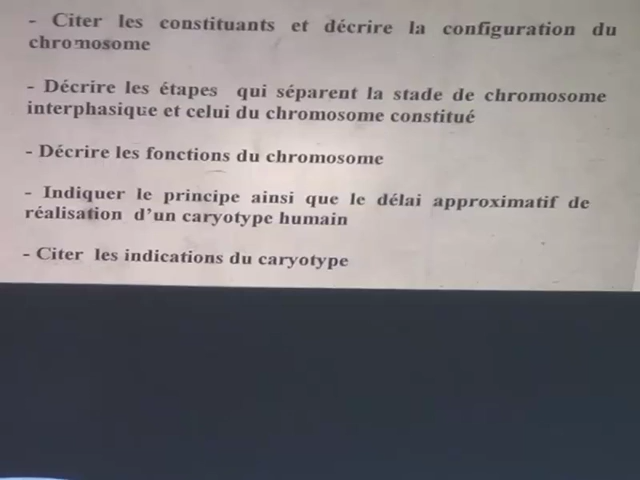 - Citer les constituants et décrire la configuration du
chromosome
- Décrire les étapes qui séparent la stade de chromosome
interphasique et celui du chromosome constitué
- Décrire les fonctions du chromosome
- Indiquer le principe ainsi que le délai approximatif de
réalisation d'un caryotype humain
- Citer les indications du caryotype